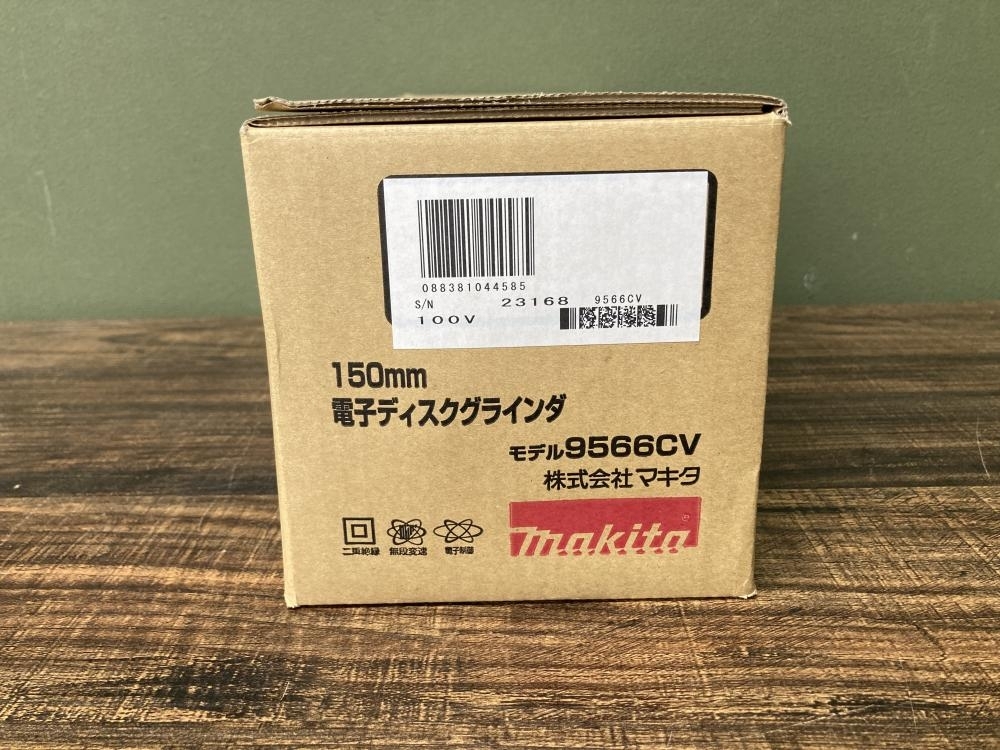 088381044585
S/N 23168 9566CV
100V
150mm
電子ディスクグラインダ
モデル9566CV
株式会社マキタ
二重絶縁 無段変速 電子制御
makita®